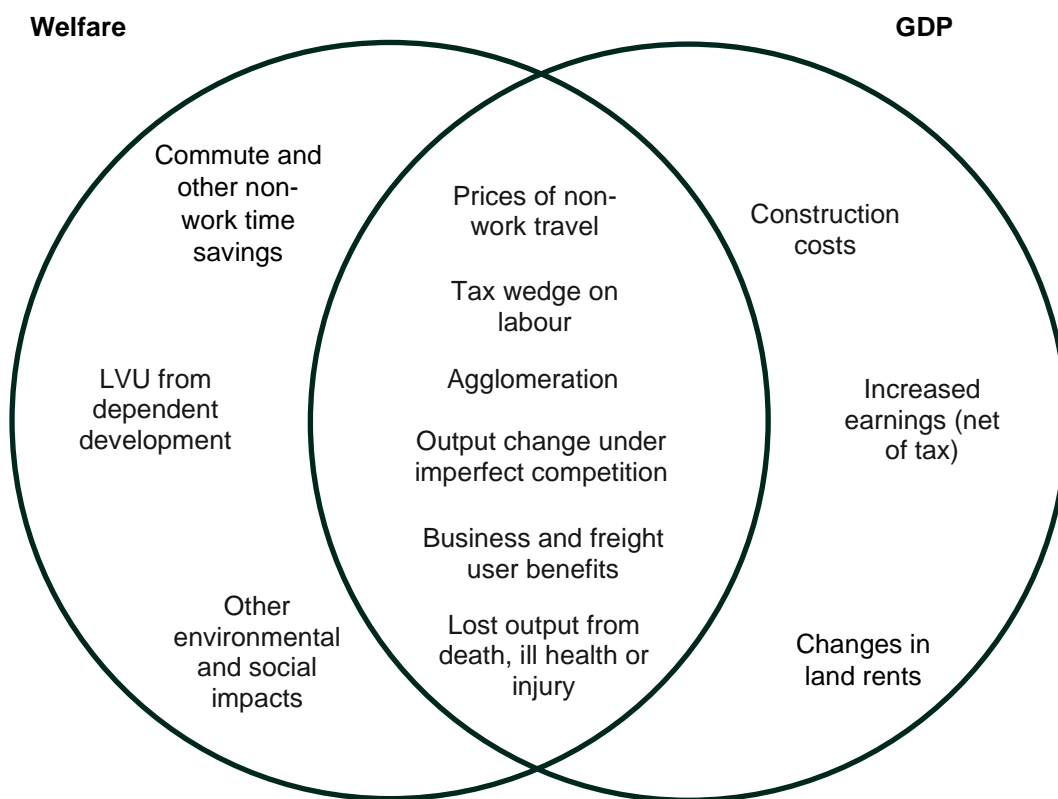 Welfare
GDP
Commute and
other non-
work time
savings
LVU from
dependent
development
Other
environmental
and social
impacts
Prices of non-
work travel
Tax wedge on
labour
Agglomeration
Output change under
imperfect competition
Business and freight
user benefits
Lost output from
death, ill health or
injury
Construction
costs
Increased
earnings (net
of tax)
Changes in
land rents